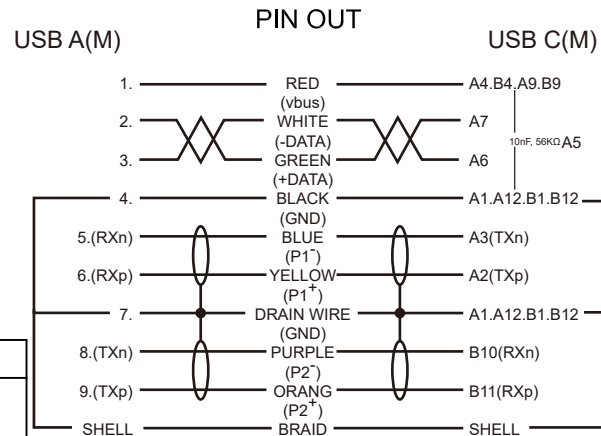 PIN OUT
USB A(M) USB C(M)
1. RED A4.B4.A9.B9
(vbus)
2. WHITE A7
(-DATA) 10nF, 56KΩ A5
3. GREEN A6
(+DATA)
4. BLACK A1.A12.B1.B12
(GND)
5.(RXn) BLUE A3(TXn)
(P1-)
6.(RXp) YELLOW A2(TXp)
(P1+)
7. DRAIN WIRE A1.A12.B1.B12
(GND)
8.(TXn) PURPLE B10(RXn)
(P2-)
9.(TXp) ORANG B11(RXp)
(P2+)
SHELL BRAID SHELL